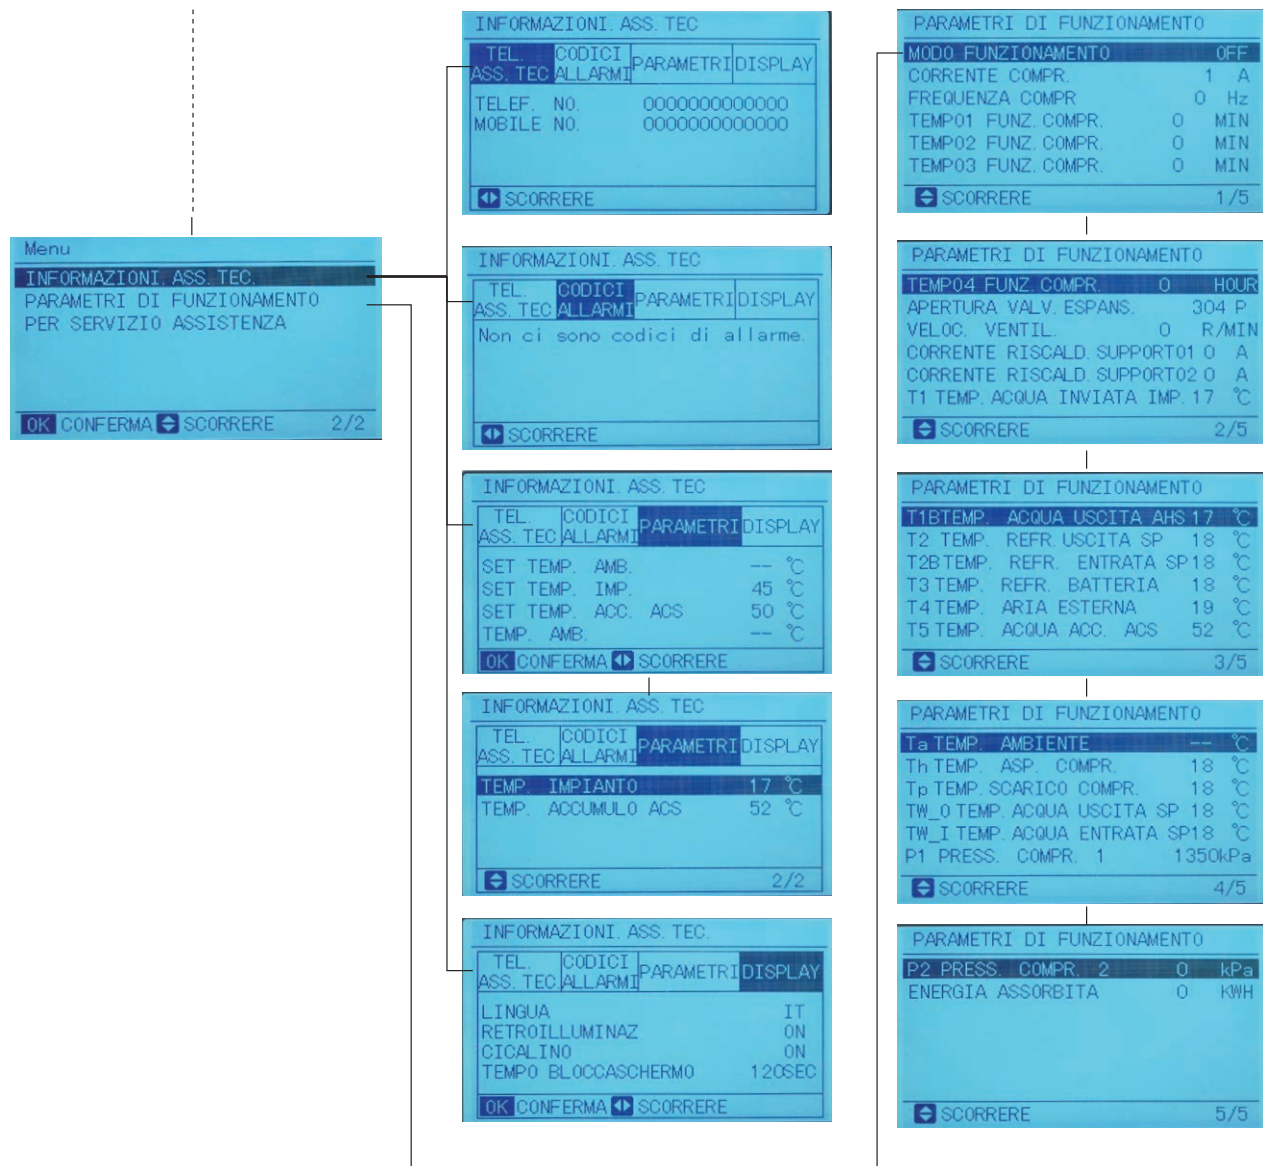 Menu
INFORMAZIONI. ASS. TEC.
PARAMETRI DI FUNZIONAMENTO
PER SERVIZIO ASSISTENZA
OK CONFERMA SCORRERE 2/2
INFORMAZIONI. ASS. TEC
TEL. ASS. TEC CODICI ALLARMI PARAMETRI DISPLAY
TELEF. NO. 0000000000000
MOBILE NO. 0000000000000
SCORRERE
INFORMAZIONI. ASS. TEC
TEL. ASS. TEC CODICI ALLARMI PARAMETRI DISPLAY
Non ci sono codici di allarme.
SCORRERE
INFORMAZIONI. ASS. TEC
TEL. ASS. TEC CODICI ALLARMI PARAMETRI DISPLAY
SET TEMP. AMB. -- ℃
SET TEMP. IMP. 45 ℃
SET TEMP. ACC. ACS 50 ℃
TEMP. AMB. -- ℃
OK CONFERMA SCORRERE
INFORMAZIONI. ASS. TEC
TEL. ASS. TEC CODICI ALLARMI PARAMETRI DISPLAY
TEMP. IMPIANTO 17 ℃
TEMP. ACCUMULO ACS 52 ℃
SCORRERE 2/2
INFORMAZIONI. ASS. TEC.
TEL. ASS. TEC. CODICI ALLARMI PARAMETRI DISPLAY
LINGUA IT
RETROILLUMINAZ ON
CICALINO ON
TEMPO BLOCCASCHERMO 120SEC
OK CONFERMA SCORRERE
PARAMETRI DI FUNZIONAMENTO
MODO FUNZIONAMENTO OFF
CORRENTE COMPR. 1 A
FREQUENZA COMPR 0 Hz
TEMP01 FUNZ. COMPR. 0 MIN
TEMP02 FUNZ. COMPR. 0 MIN
TEMP03 FUNZ. COMPR. 0 MIN
SCORRERE 1/5
PARAMETRI DI FUNZIONAMENTO
TEMP04 FUNZ. COMPR. 0 HOUR
APERTURA VALV. ESPANS. 304 P
VELOC. VENTIL. 0 R/MIN
CORRENTE RISCALD. SUPPORT01 0 A
CORRENTE RISCALD. SUPPORT02 0 A
T1 TEMP. ACQUA INVIATA IMP. 17 ℃
SCORRERE 2/5
PARAMETRI DI FUNZIONAMENTO
T1BTEMP. ACQUA USCITA AHS 17 ℃
T2 TEMP. REFR. USCITA SP 18 ℃
T2B TEMP. REFR. ENTRATA SP18 ℃
T3 TEMP. REFR. BATTERIA 18 ℃
T4 TEMP. ARIA ESTERNA 19 ℃
T5 TEMP. ACQUA ACC. ACS 52 ℃
SCORRERE 3/5
PARAMETRI DI FUNZIONAMENTO
Ta TEMP. AMBIENTE -- ℃
Th TEMP. ASP. COMPR. 18 ℃
Tp TEMP. SCARICO COMPR. 18 ℃
TW_O TEMP. ACQUA USCITA SP 18 ℃
TW_I TEMP. ACQUA ENTRATA SP18 ℃
P1 PRESS. COMPR. 1 1350kPa
SCORRERE 4/5
PARAMETRI DI FUNZIONAMENTO
P2 PRESS. COMPR. 2 0 kPa
ENERGIA ASSORBITA 0 KWH
SCORRERE 5/5